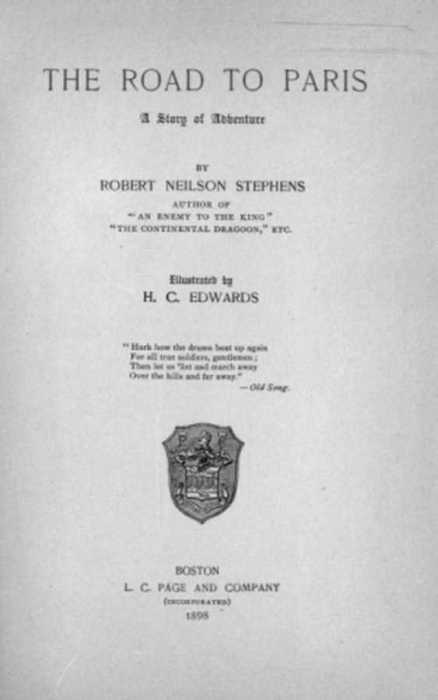 THE ROAD TO PARIS
A Story of Adventure
BY
ROBERT NEILSON STEPHENS
AUTHOR OF
"AN ENEMY TO THE KING"
"THE CONTINENTAL DRAGOON," ETC.
Illustrated by
H. C. EDWARDS
"Hark how the drums beat up again
For all true soldiers, gentlemen;
Then let us 'list and march away
Over the hills and far away."
—Old Song.
BOSTON
L. C. PAGE AND COMPANY
(INCORPORATED)
1898